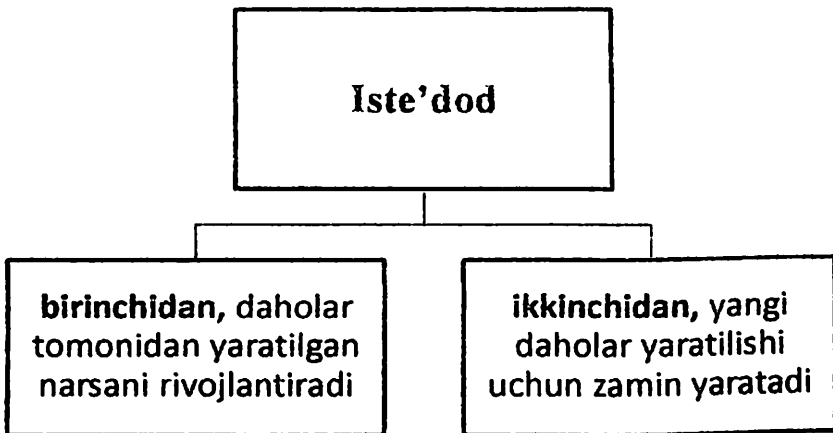 Iste’dod
birinchidan, daholar
tomonidan yaratilgan
narsani rivojlantiradi
ikkinchidan, yangi
daholar yaratilishi
uchun zamin yaratadi